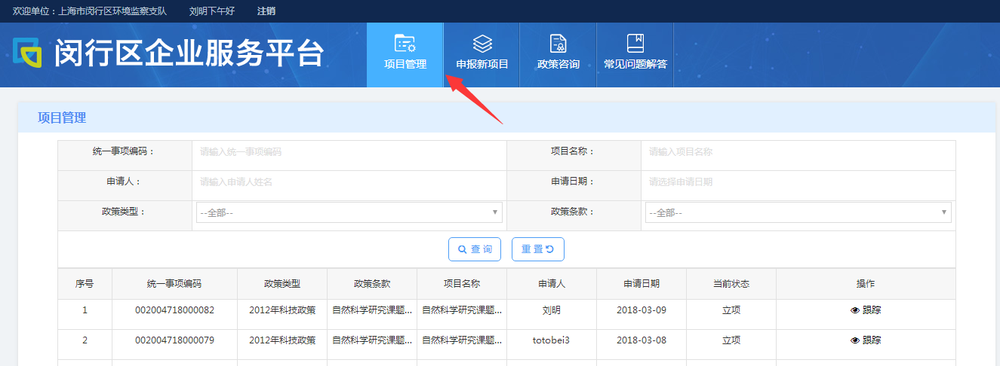 欢迎单位：上海市闵行区环境监察支队 刘明下午好 注销
闵行区企业服务平台
项目管理 申报新项目 政策咨询 常见问题解答
项目管理
统一事项编码： 请输入统一事项编码 项目名称： 请输入项目名称
申请人： 请输入申请人姓名 申请日期： 请选择申请日期
政策类型： --全部-- 政策条款： --全部--
查 询 重 置
序号 统一事项编码 政策类型 政策条款 项目名称 申请人 申请日期 当前状态 操作
1 002004718000082 2012年科技政策 自然科学研究课题... 自然科学研究课题... 刘明 2018-03-09 立项 跟踪
2 002004718000079 2012年科技政策 自然科学研究课题... 自然科学研究课题... totobei3 2018-03-08 立项 跟踪